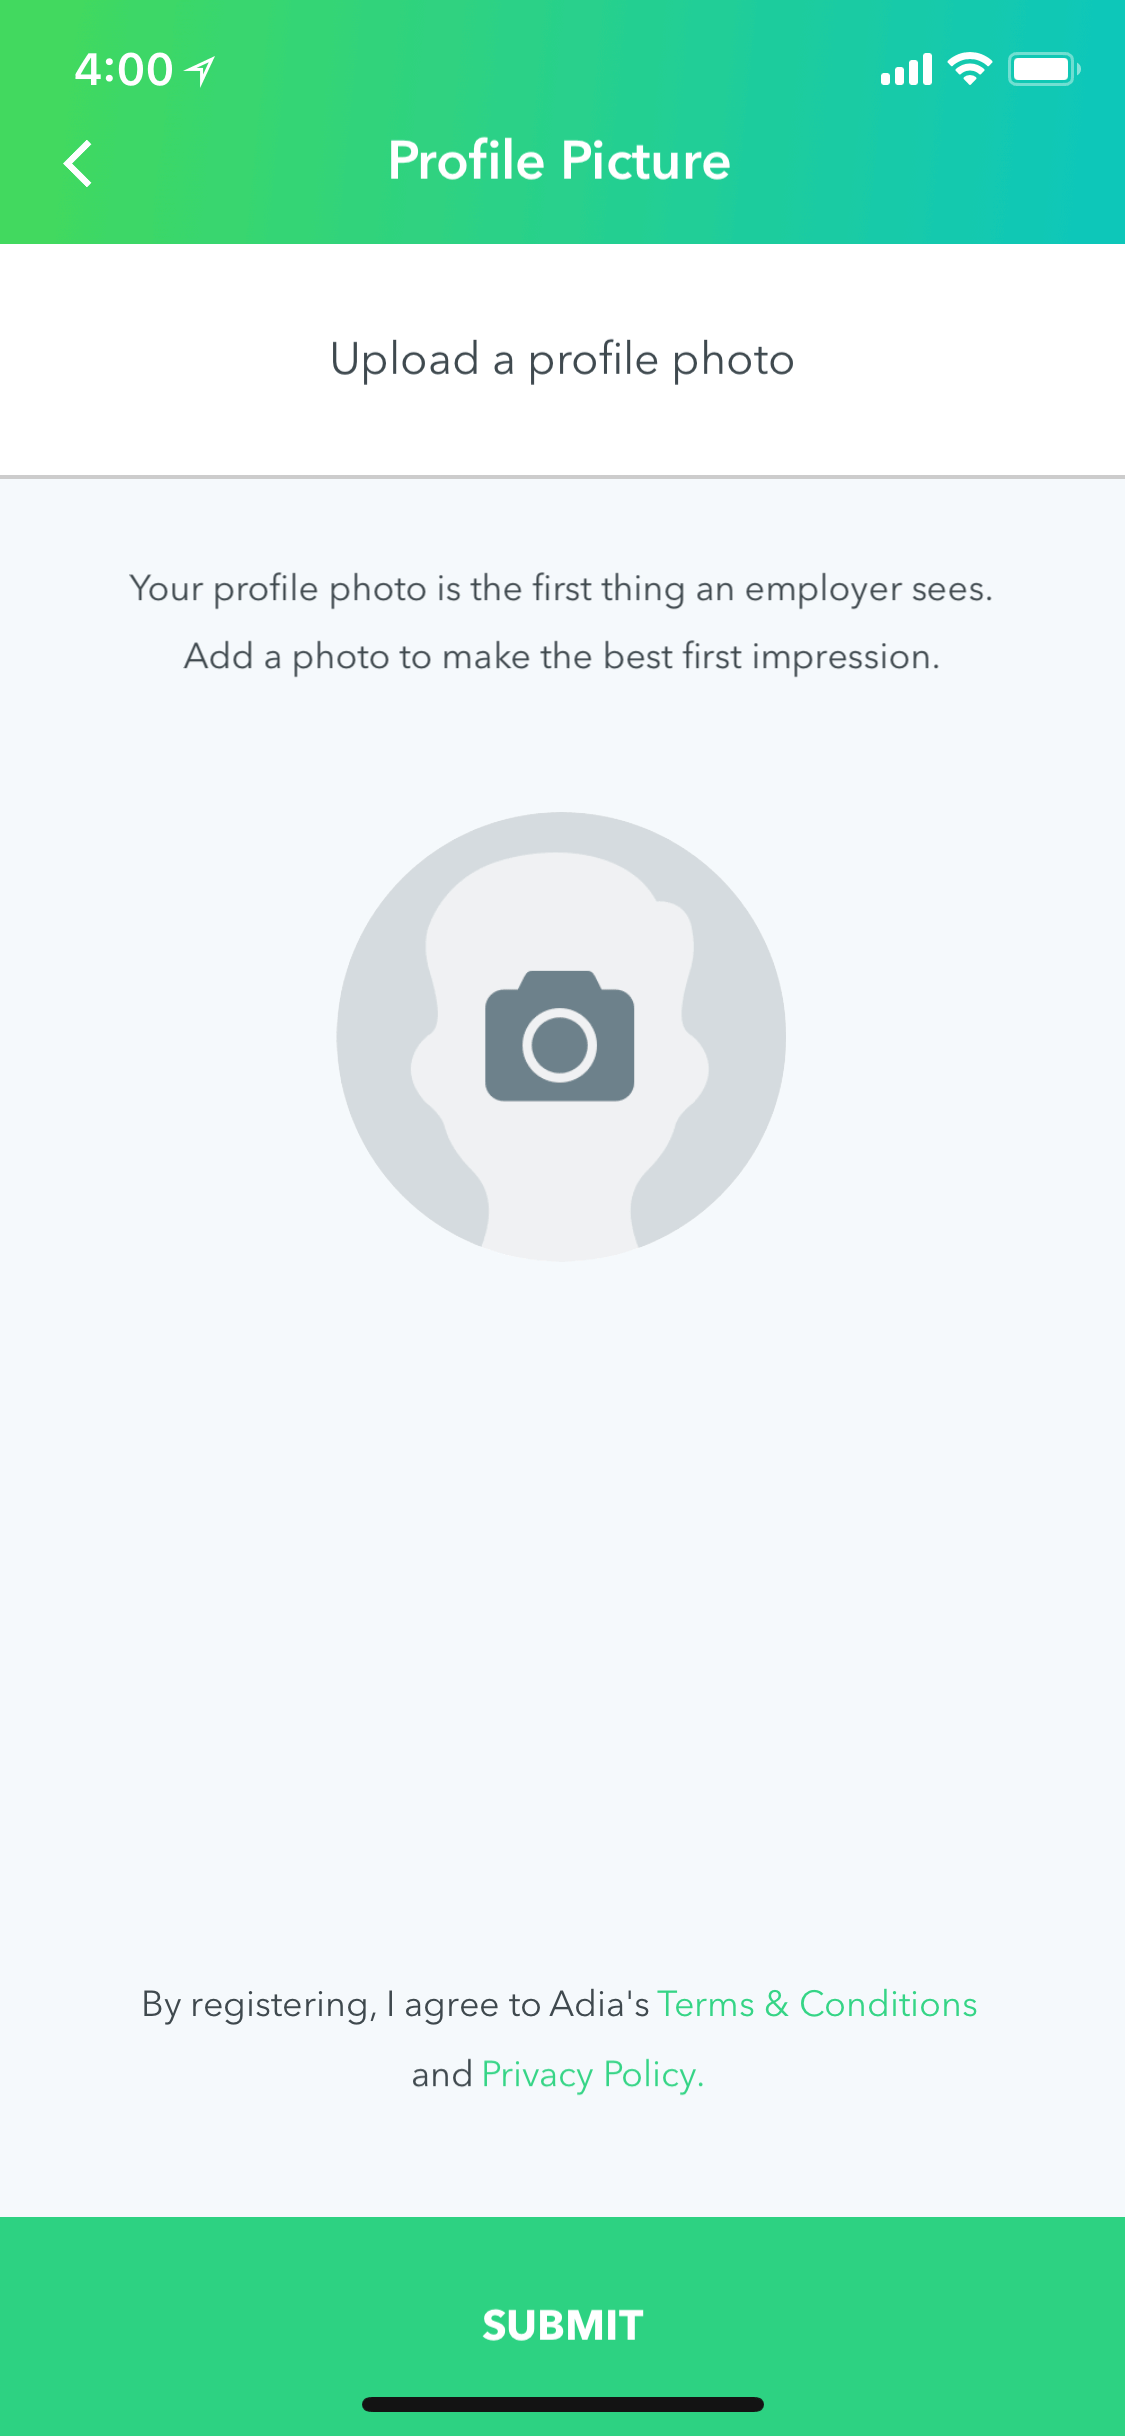 4:00
Profile Picture
Upload a profile photo
Your profile photo is the first thing an employer sees.
Add a photo to make the best first impression.
By registering, I agree to Adia's Terms & Conditions
and Privacy Policy.
SUBMIT